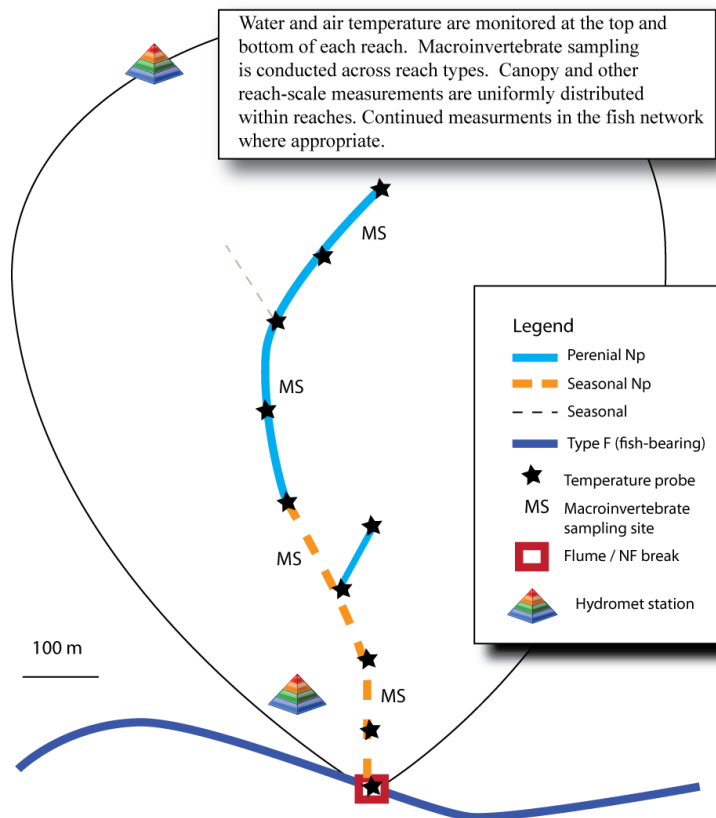 Water and air temperature are monitored at the top and
bottom of each reach.  Macroinvertebrate sampling
is conducted across reach types.  Canopy and other
reach-scale measurements are uniformly distributed
within reaches. Continued measurments in the fish network
where appropriate.
MS
MS
MS
MS
100 m
Legend
Perenial Np
Seasonal Np
Seasonal
Type F (fish-bearing)
Temperature probe
MS Macroinvertebrate
sampling site
Flume / NF break
Hydromet station